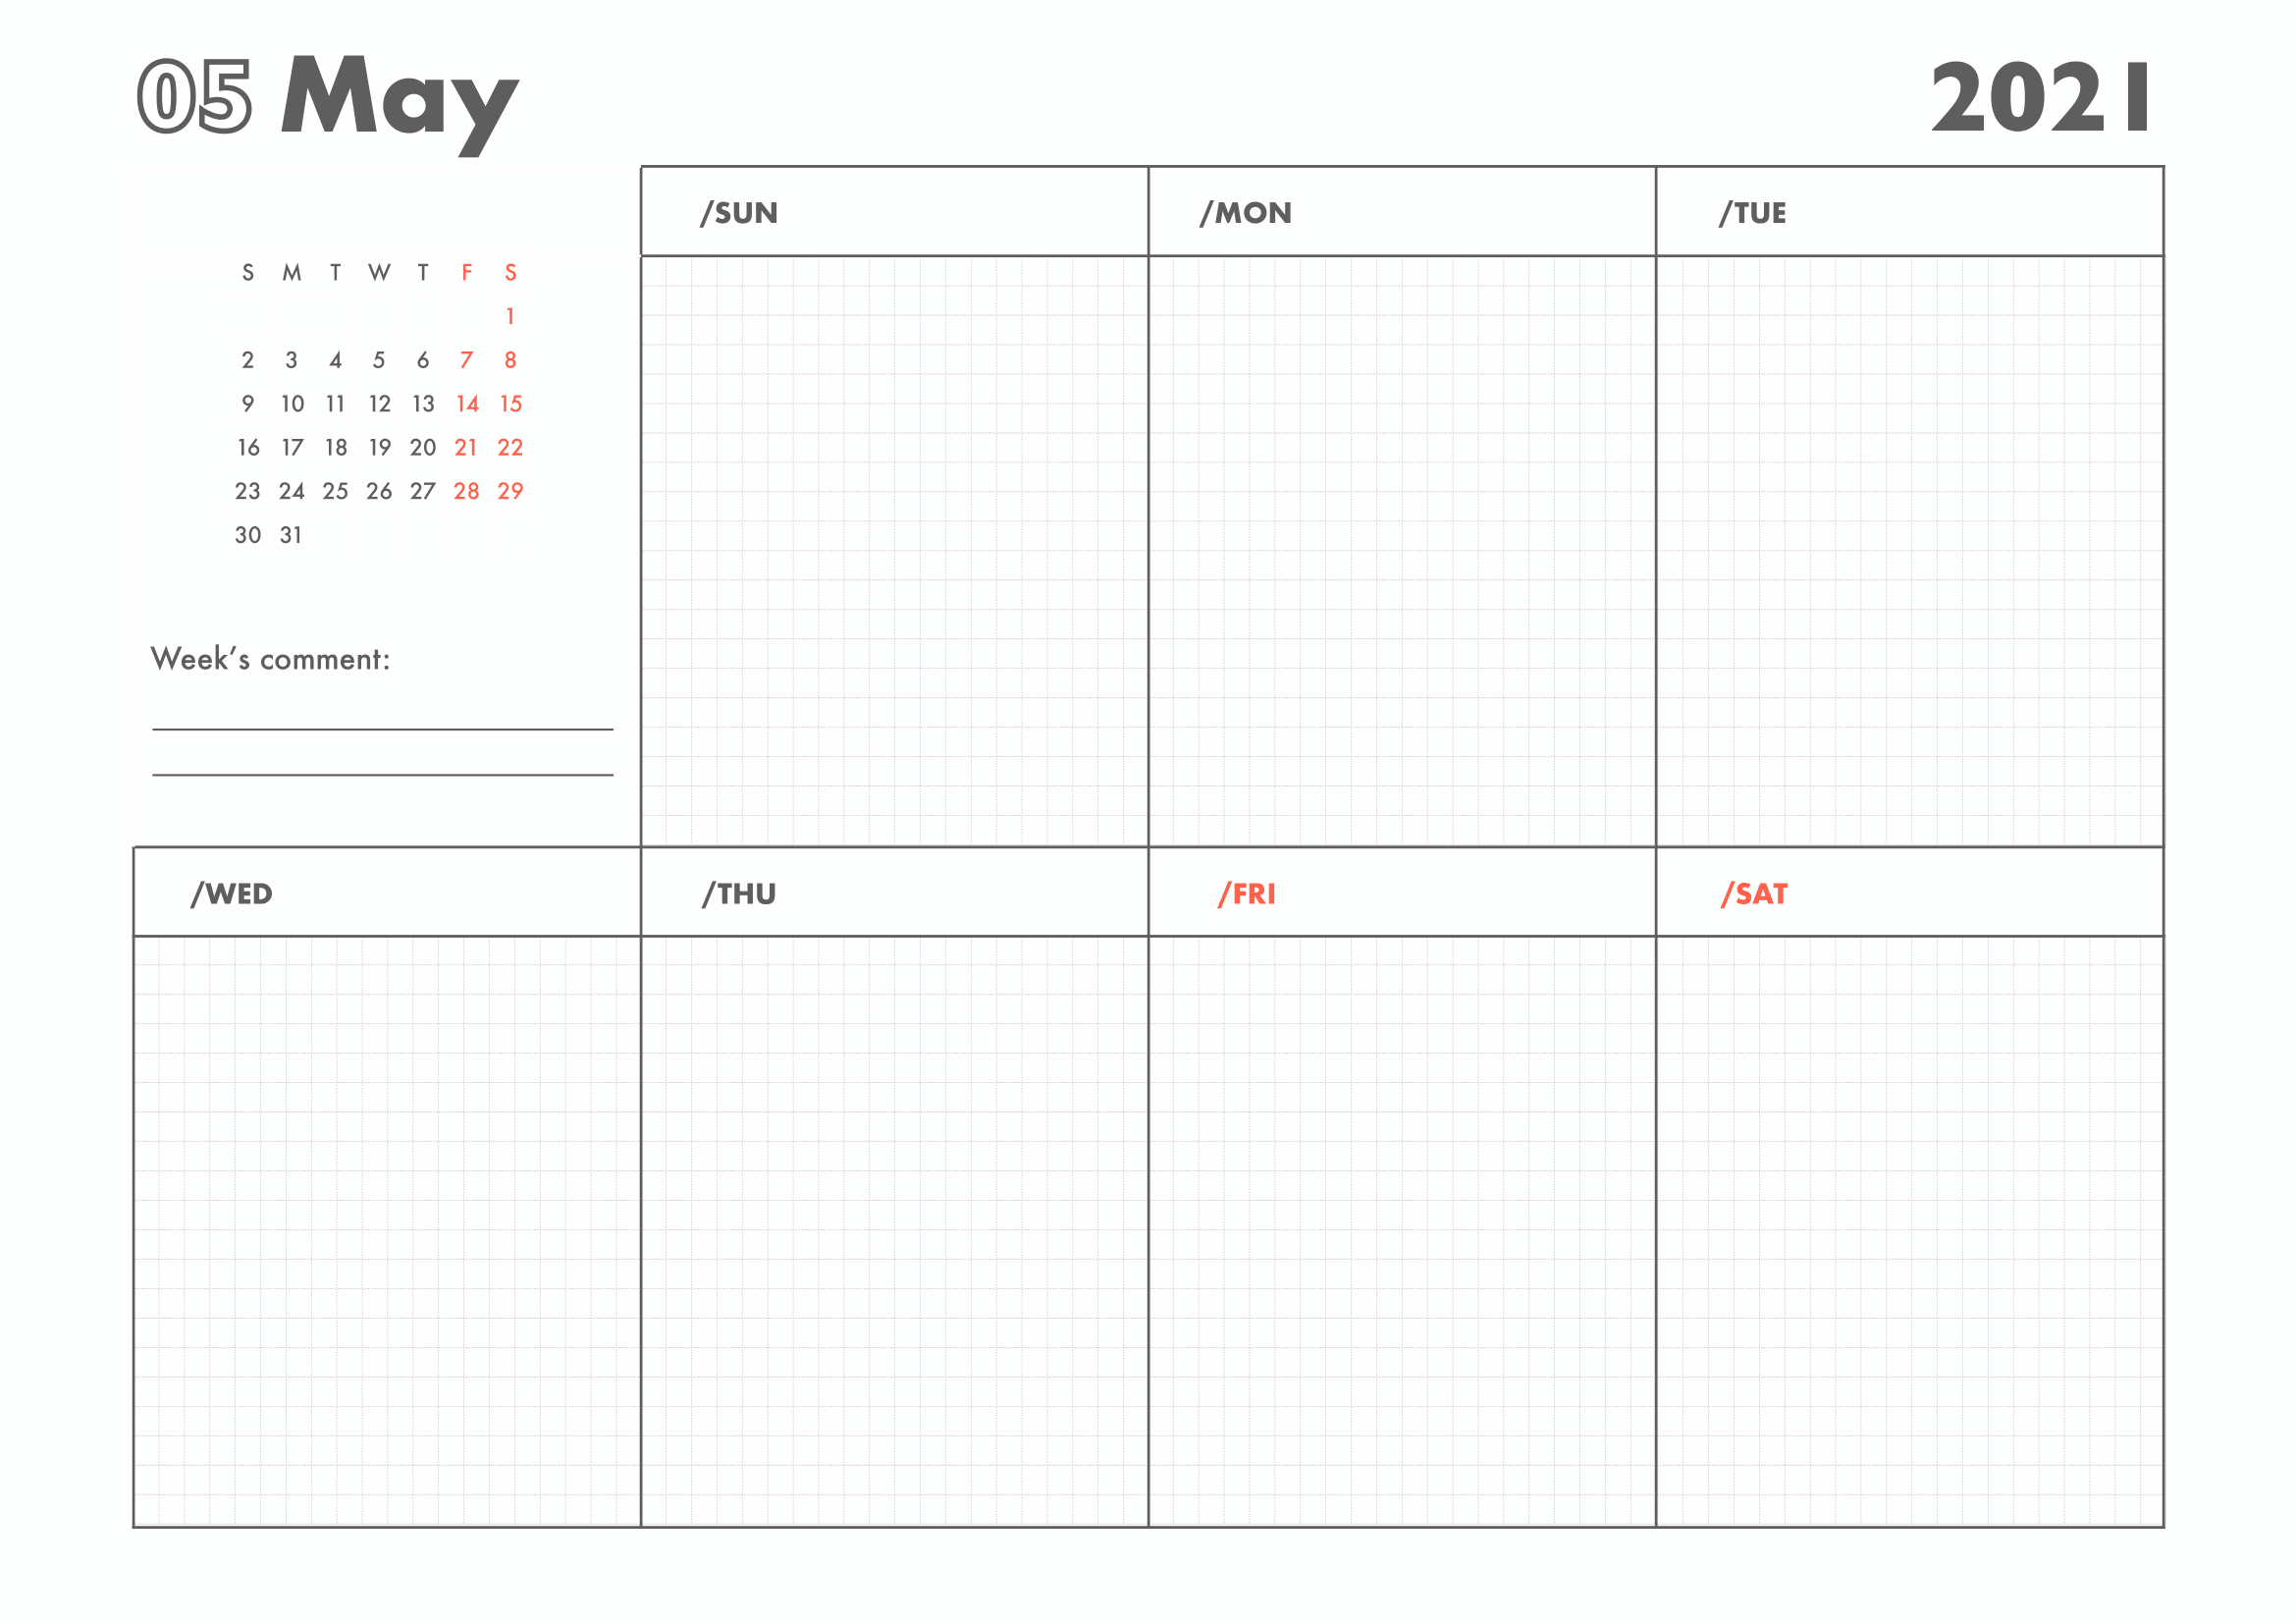 05 May 2021
/SUN /MON /TUE
S M T W T F S
1
2 3 4 5 6 7 8
9 10 11 12 13 14 15
16 17 18 19 20 21 22
23 24 25 26 27 28 29
30 31
Week’s comment:
/WED /THU /FRI /SAT